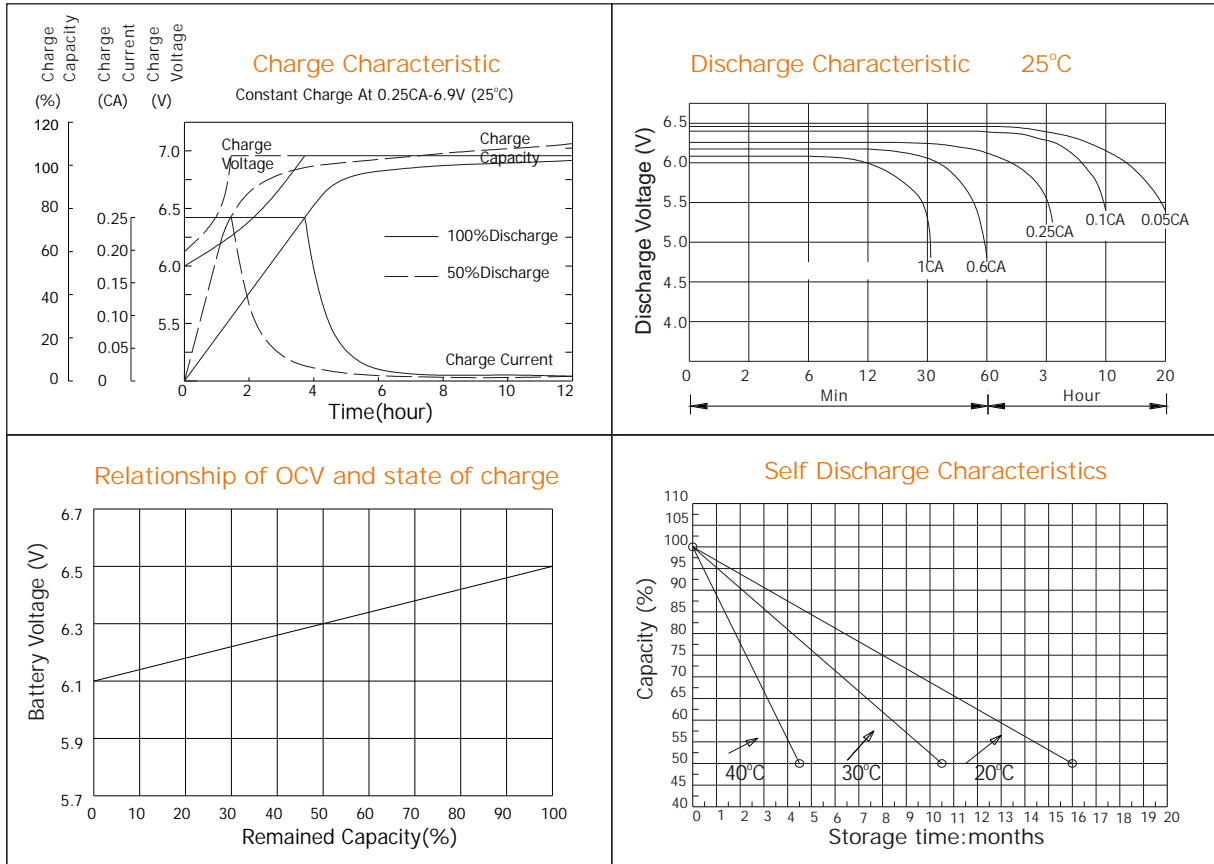 Charge Capacity
Charge Current
Charge Voltage
(%) (CA) (V)
Charge Characteristic
Constant Charge At 0.25CA-6.9V (25°C)
120
100
80
60
40
20
0
0.25
0.20
0.15
0.10
0.05
0
7.0
6.5
6.0
5.5
Charge Voltage
Charge Capacity
100%Discharge
50%Discharge
Charge Current
0 2 4 6 8 10 12
Time(hour)
Discharge Characteristic 25°C
Discharge Voltage (V)
6.5
6.0
5.5
5.0
4.5
4.0
0
1CA
0.6CA
0.25CA
0.1CA
0.05CA
0 2 6 12 30 60 3 10 20
Min Hour
Relationship of OCV and state of charge
Battery Voltage (V)
6.7
6.5
6.3
6.1
5.9
5.7
0 10 20 30 40 50 60 70 80 90 100
Remained Capacity(%)
Self Discharge Characteristics
Capacity (%)
110
105
100
95
90
85
80
75
70
65
60
50
45
40
40°C
30°C
20°C
0 1 2 3 4 5 6 7 8 9 10 11 12 13 14 15 16 17 18 19 20
Storage time:months